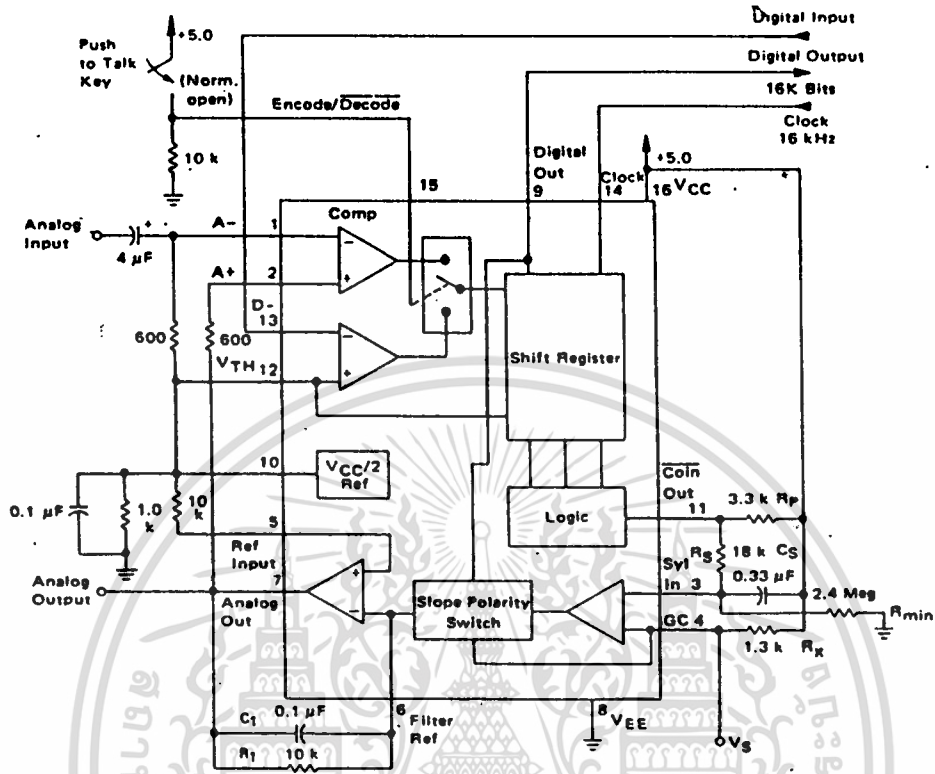 Digital Input
+5.0
Push
to Talk
Key
(Norm.
open)
Digital Output
16K Bits
Encode/Decode
Clock
16 kHz
Digital
Out
9
10 k
+5.0
15
Clock
14
16
VCC
Comp
Analog
Input
4 µF
+
A-
1
−
A+
2
+
D-
13
−
600
600
VTH
12
+
Shift Register
10
VCC/2
Ref
Coin
Out
11
3.3 k RP
0.1 µF
1.0
k
10
k
5
Logic
RS
18 k
CS
Ref
Input
+
Syl
In 3
0.33 µF
2.4 Meg
Analog
Output
7
Analog
Out
−
Slope Polarity
Switch
GC 4
Rmin
1.3 k
Rx
C1
0.1 µF
6
Filter
Ref
8
VEE
R1
10 k
VS